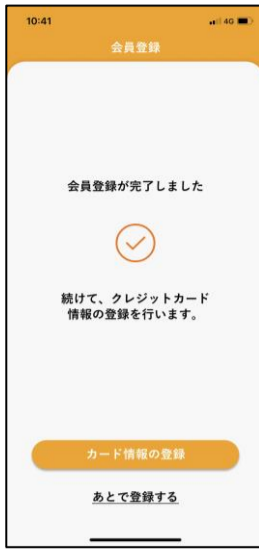 10:41
4G
会員登録
会員登録が完了しました
続けて、クレジットカード
情報の登録を行います。
カード情報の登録
あとで登録する